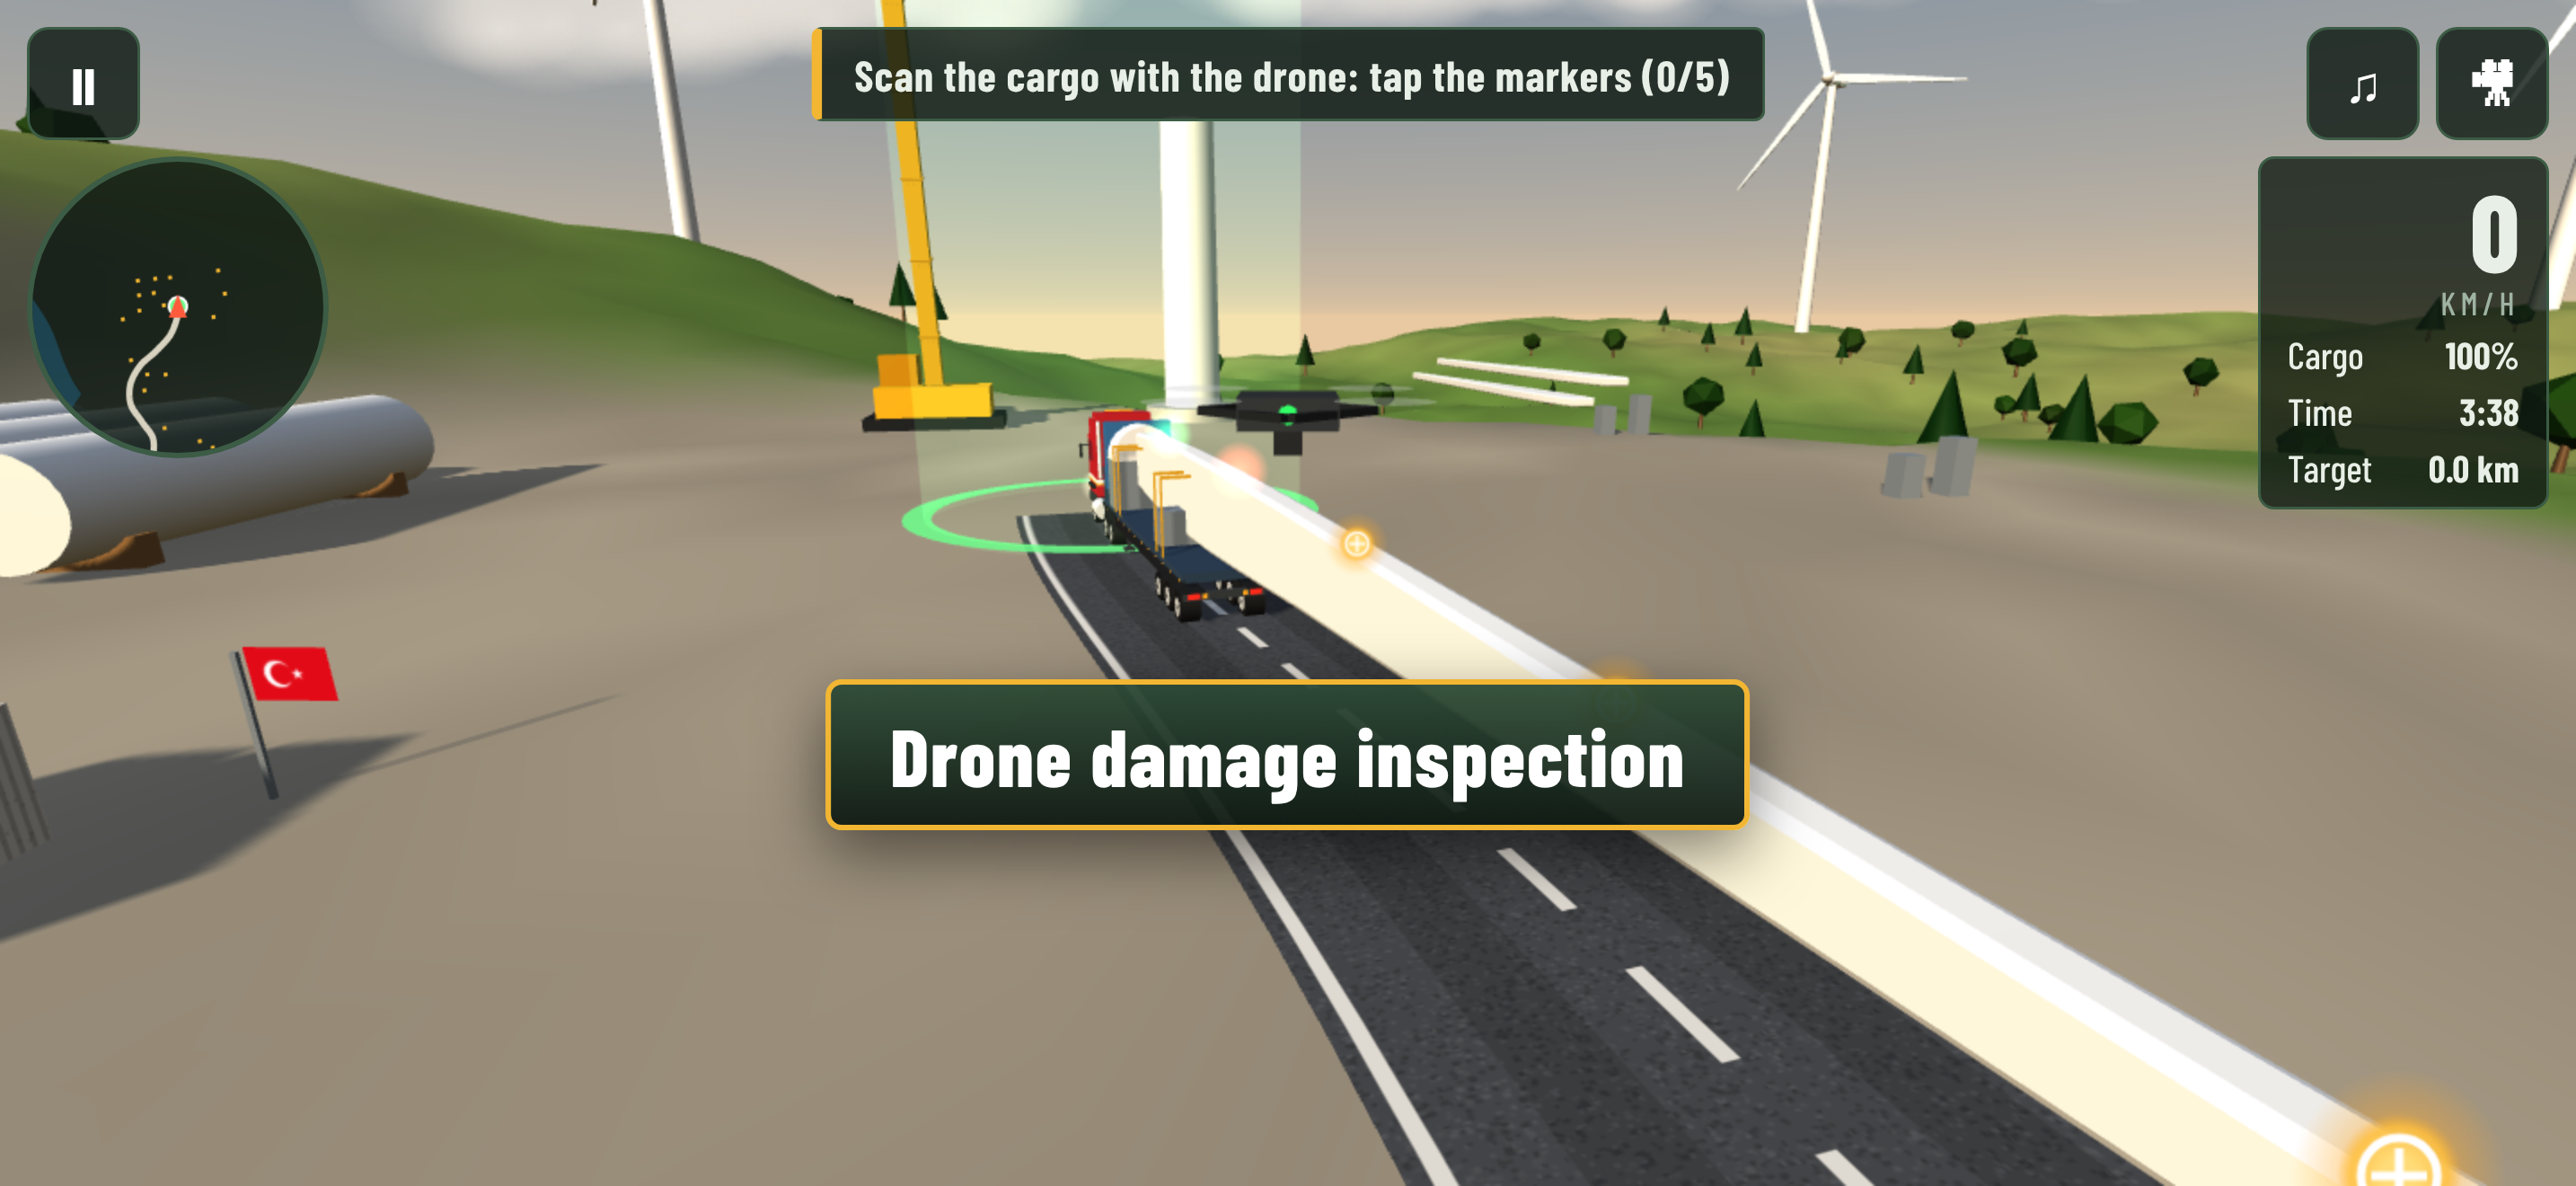 Scan the cargo with the drone: tap the markers (0/5)
0
KM/H
Cargo 100%
Time 3:38
Target 0.0 km
Drone damage inspection